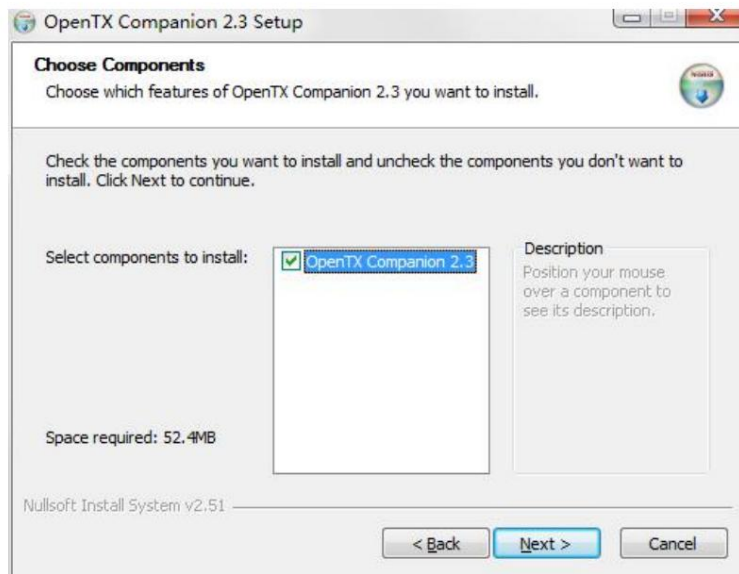 OpenTX Companion 2.3 Setup
Choose Components
Choose which features of OpenTX Companion 2.3 you want to install.
Check the components you want to install and uncheck the components you don't want to
install. Click Next to continue.
Select components to install:
OpenTX Companion 2.3
Description
Position your mouse
over a component to
see its description.
Space required: 52.4MB
Nullsoft Install System v2.51
< Back
Next >
Cancel